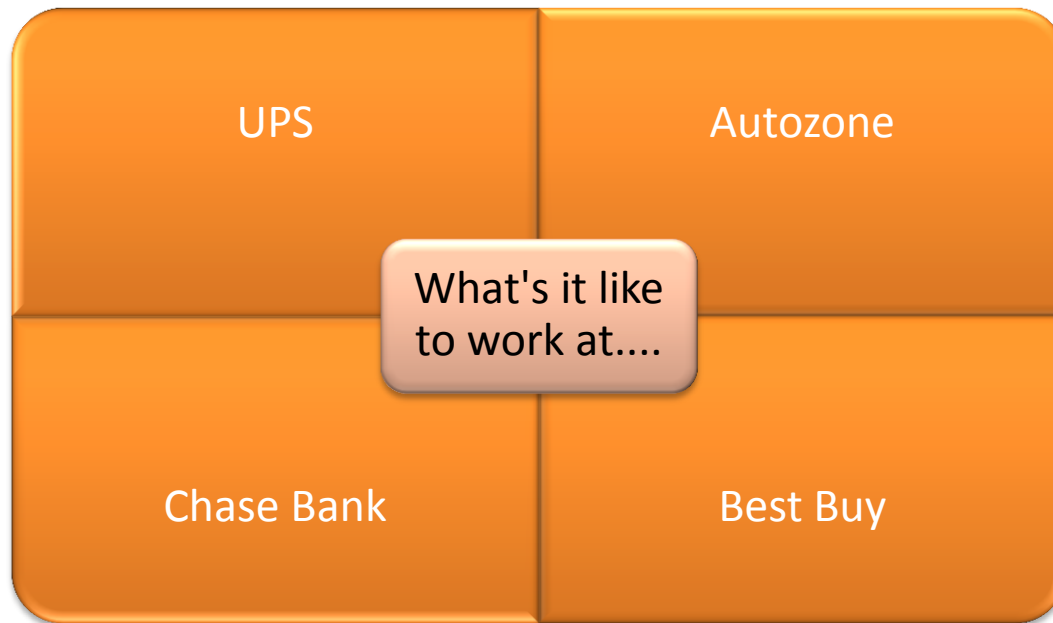 UPS
Autozone
What's it like
to work at....
Chase Bank
Best Buy